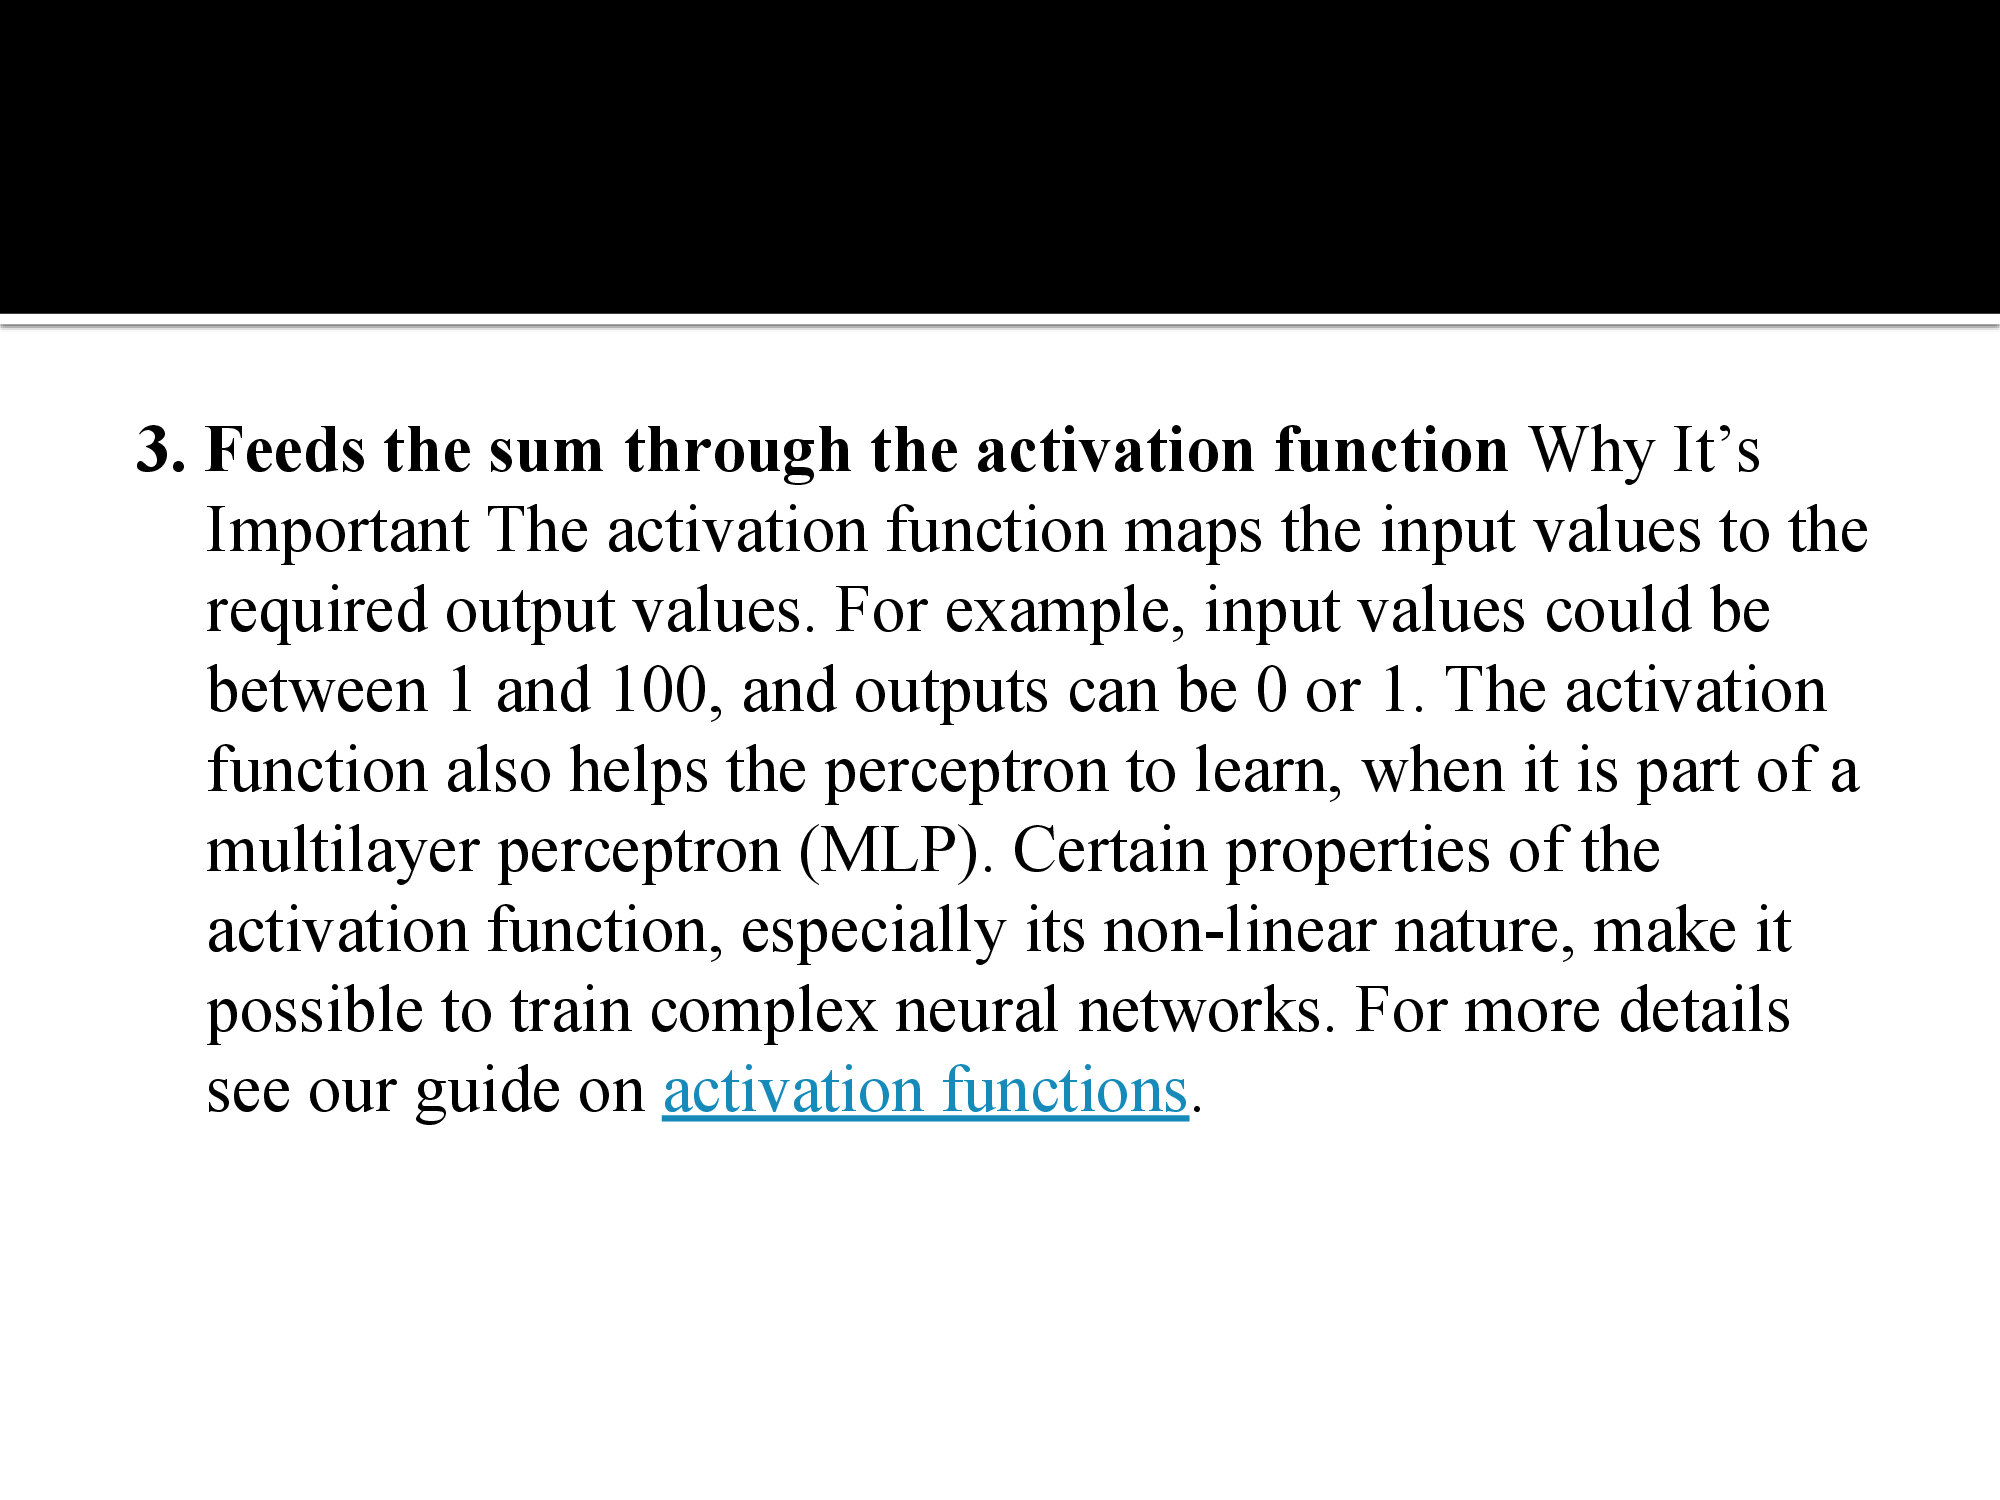 3. Feeds the sum through the activation function Why It’s
Important The activation function maps the input values to the
required output values. For example, input values could be
between 1 and 100, and outputs can be 0 or 1. The activation
function also helps the perceptron to learn, when it is part of a
multilayer perceptron (MLP). Certain properties of the
activation function, especially its non-linear nature, make it
possible to train complex neural networks. For more details
see our guide on activation functions.